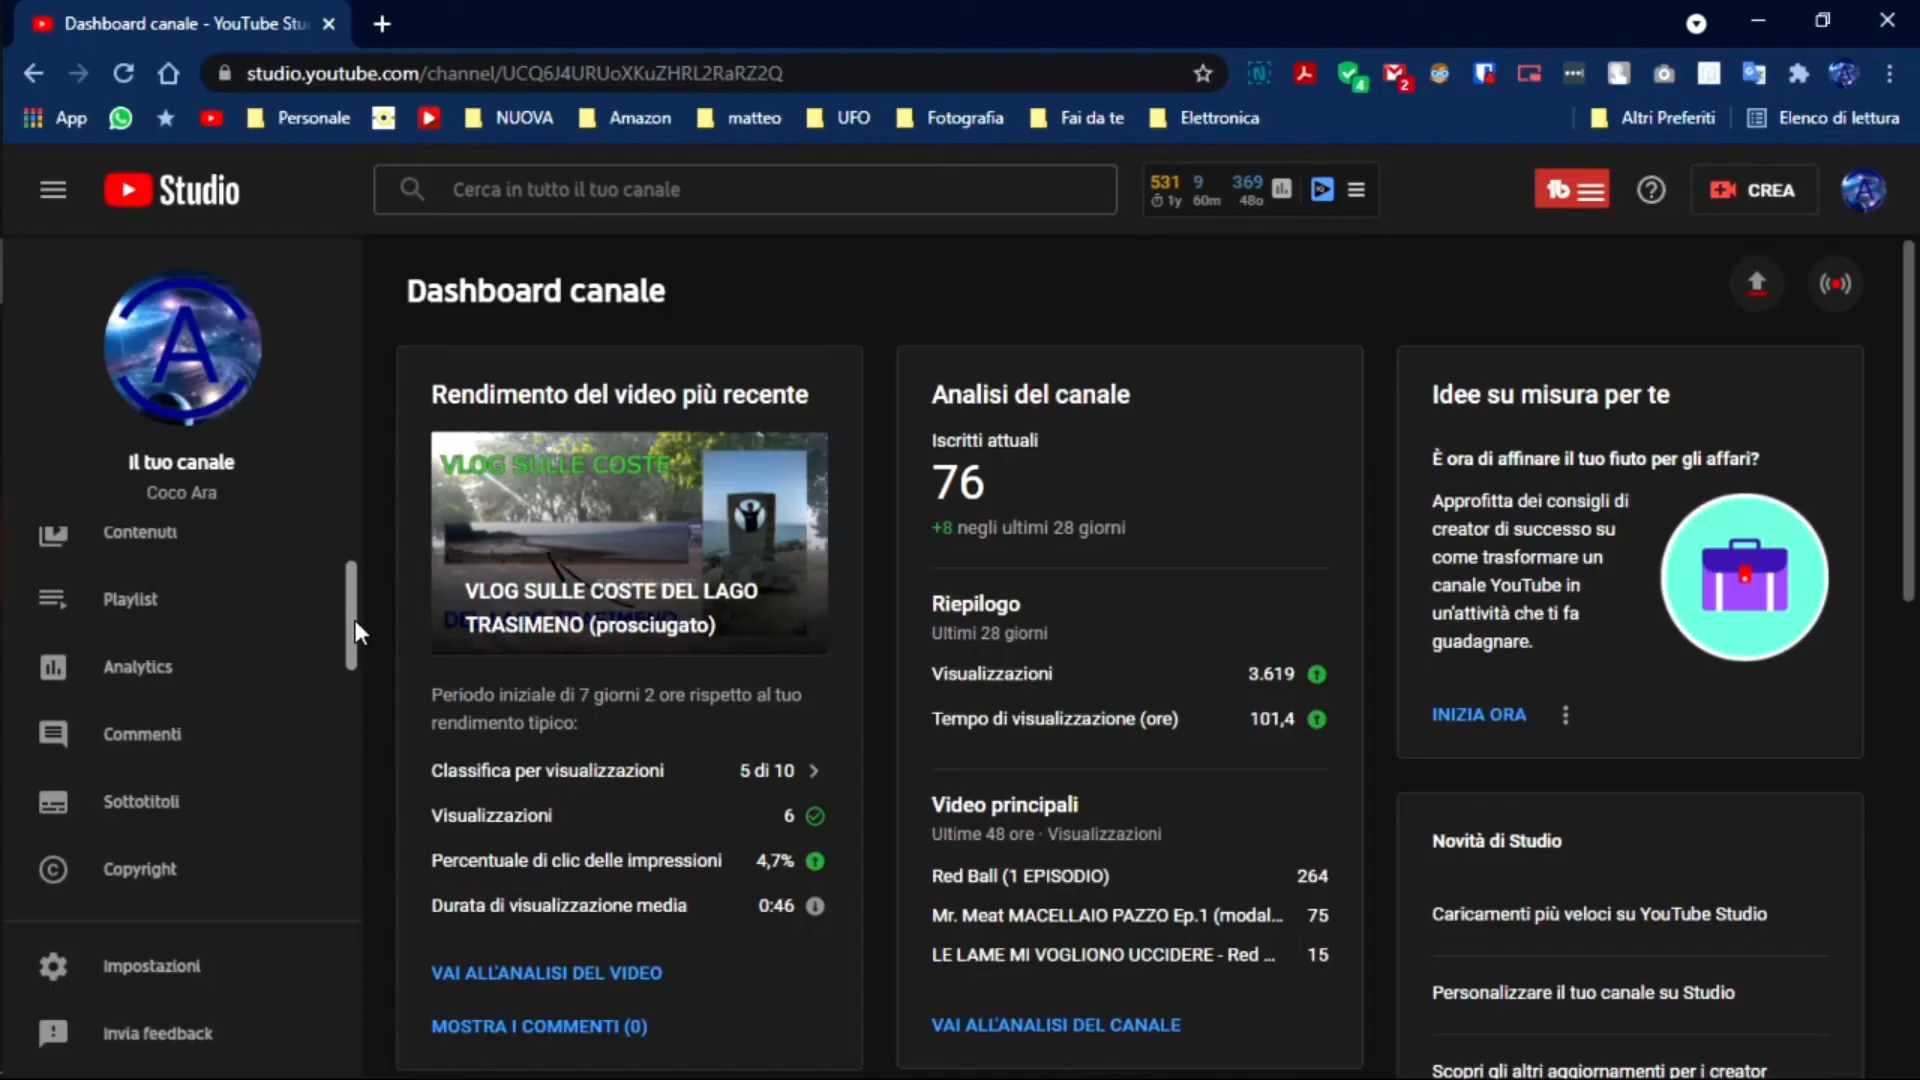 Dashboard canale - YouTube Stu
studio.youtube.com/channel/UCQ6J4URUoXKuZHRL2RaRZ2Q
4
2
App
Personale
NUOVA
Amazon
matteo
UFO
Fotografia
Fai da te
Elettronica
Altri Preferiti
Elenco di lettura
Studio
Cerca in tutto il tuo canale
531 9 369
1y 60m 48o
tb
CREA
Dashboard canale
A
Il tuo canale
Coco Ara
Contenuti
Playlist
Analytics
Commenti
Sottotitoli
Copyright
Impostazioni
Invia feedback
Rendimento del video più recente
VLOG SULLE COSTE
DEL LAGO TRASIMENO
VLOG SULLE COSTE DEL LAGO
TRASIMENO (prosciugato)
Periodo iniziale di 7 giorni 2 ore rispetto al tuo
rendimento tipico:
Classifica per visualizzazioni 5 di 10
Visualizzazioni 6
Percentuale di clic delle impressioni 4,7%
Durata di visualizzazione media 0:46
VAI ALL'ANALISI DEL VIDEO
MOSTRA I COMMENTI (0)
Analisi del canale
Iscritti attuali
76
+8 negli ultimi 28 giorni
Riepilogo
Ultimi 28 giorni
Visualizzazioni 3.619
Tempo di visualizzazione (ore) 101,4
Video principali
Ultime 48 ore · Visualizzazioni
Red Ball (1 EPISODIO) 264
Mr. Meat MACELLAIO PAZZO Ep.1 (modal... 75
LE LAME MI VOGLIONO UCCIDERE - Red ... 15
VAI ALL'ANALISI DEL CANALE
Idee su misura per te
È ora di affinare il tuo fiuto per gli affari?
Approfitta dei consigli di
creator di successo su
come trasformare un
canale YouTube in
un'attività che ti fa
guadagnare.
INIZIA ORA
Novità di Studio
Caricamenti più veloci su YouTube Studio
Personalizzare il tuo canale su Studio
Scopri gli altri aggiornamenti per i creator